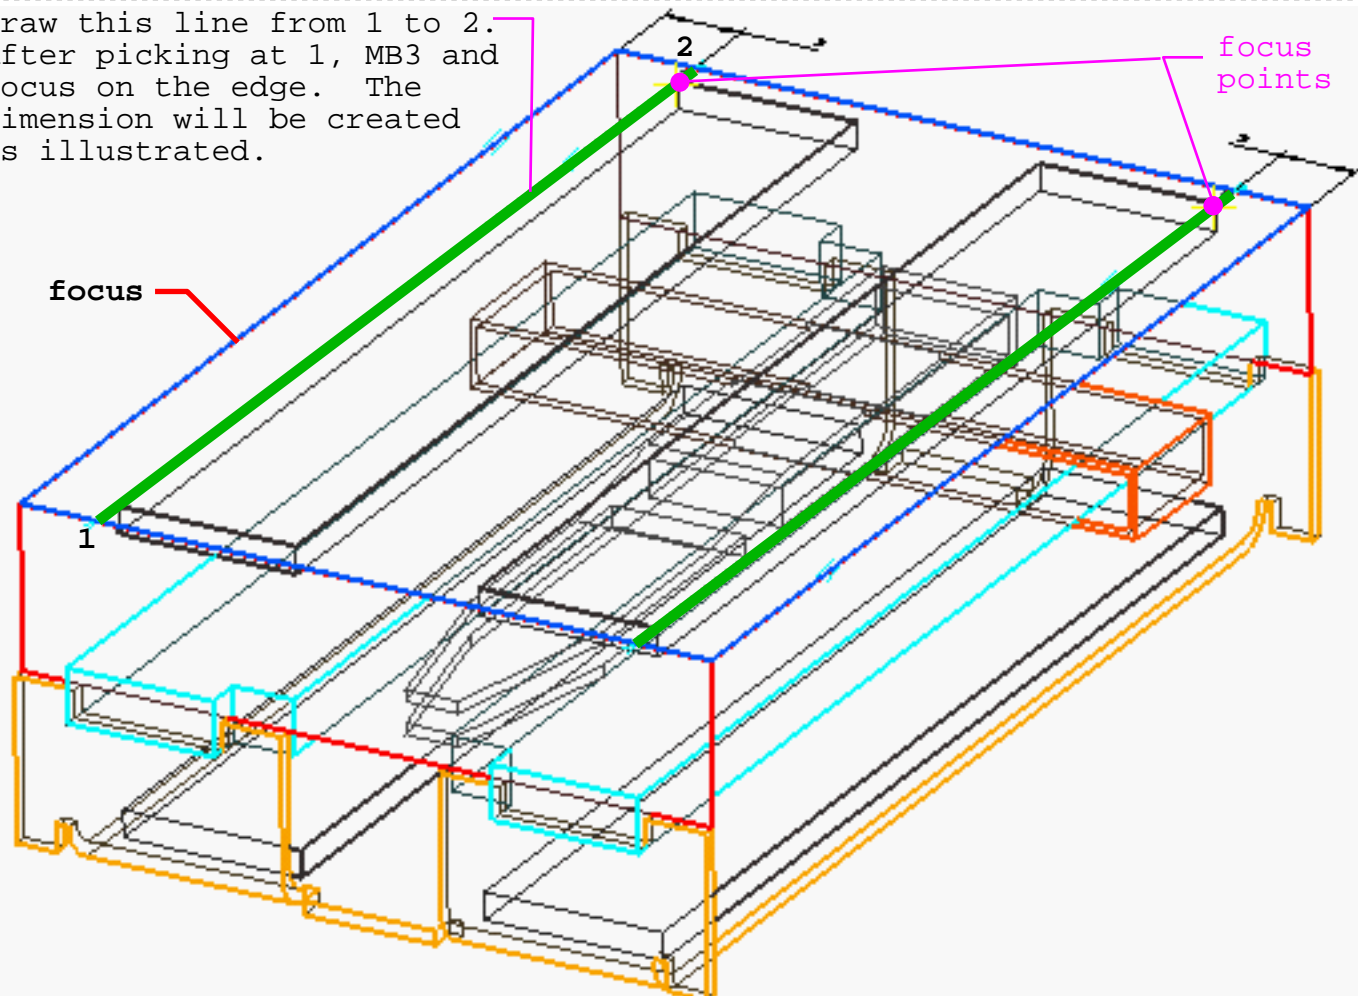 raw this line from 1 to 2.
fter picking at 1, MB3 and
ocus on the edge.  The
imension will be created
s illustrated.
2
focus
points
focus
1